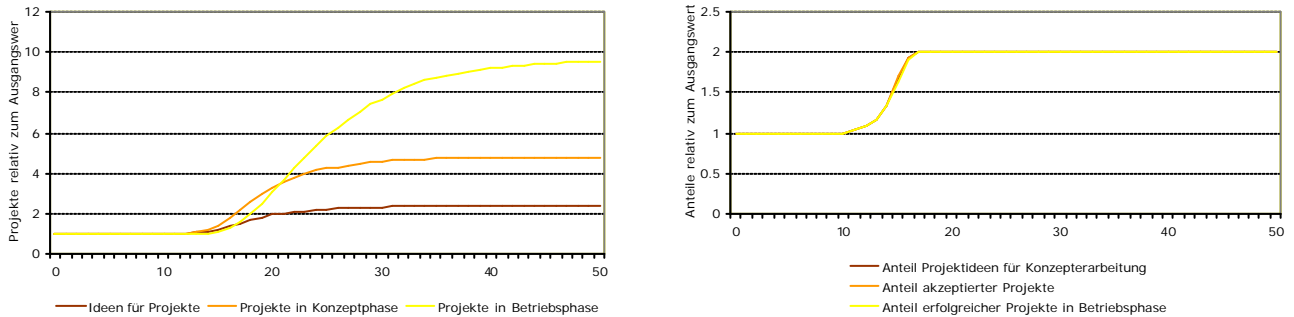 Projekte relativ zum Ausgangswer
12
10
8
6
4
2
0
0 10 20 30 40 50
Ideen für Projekte Projekte in Konzeptphase Projekte in Betriebsphase
Anteile relativ zum Ausgangswert
2.5
2
1.5
1
0.5
0
0 10 20 30 40 50
Anteil Projektideen für Konzepterarbeitung
Anteil akzeptierter Projekte
Anteil erfolgreicher Projekte in Betriebsphase